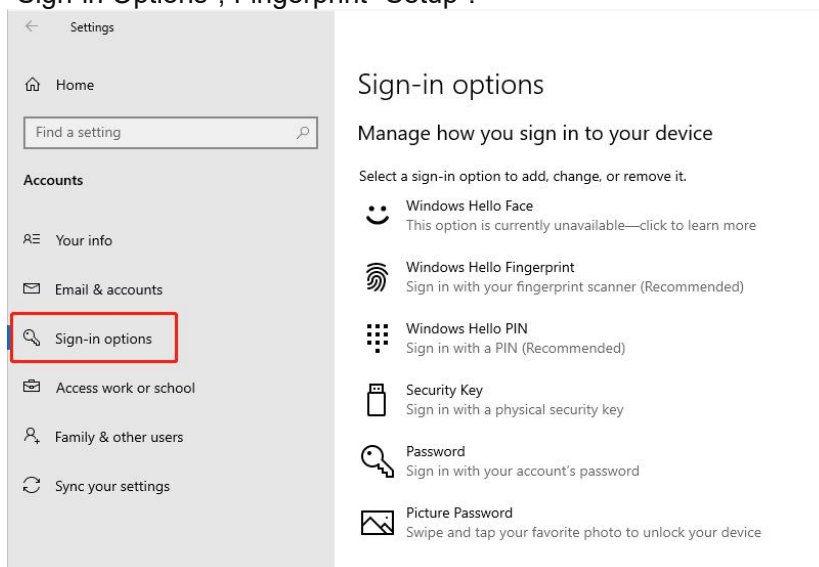 "Sign-in Options", Fingerprint "Setup".
Settings
Home
Find a setting
Accounts
Your info
Email & accounts
Sign-in options
Access work or school
Family & other users
Sync your settings
Sign-in options
Manage how you sign in to your device
Select a sign-in option to add, change, or remove it.
Windows Hello Face
This option is currently unavailable—click to learn more
Windows Hello Fingerprint
Sign in with your fingerprint scanner (Recommended)
Windows Hello PIN
Sign in with a PIN (Recommended)
Security Key
Sign in with a physical security key
Password
Sign in with your account's password
Picture Password
Swipe and tap your favorite photo to unlock your device